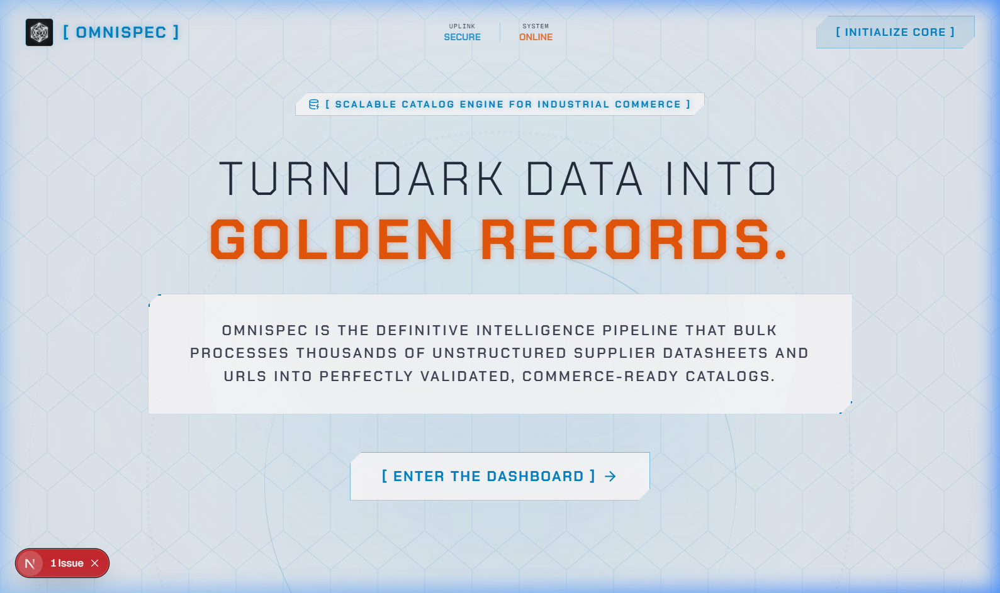 [ OMNISPEC ]
UPLINK
SECURE
SYSTEM
ONLINE
[ INITIALIZE CORE ]
[ SCALABLE CATALOG ENGINE FOR INDUSTRIAL COMMERCE ]
TURN DARK DATA INTO
GOLDEN RECORDS.
OMNISPEC IS THE DEFINITIVE INTELLIGENCE PIPELINE THAT BULK
PROCESSES THOUSANDS OF UNSTRUCTURED SUPPLIER DATASHEETS AND
URLS INTO PERFECTLY VALIDATED, COMMERCE-READY CATALOGS.
[ ENTER THE DASHBOARD ] →
N 1 Issue ×